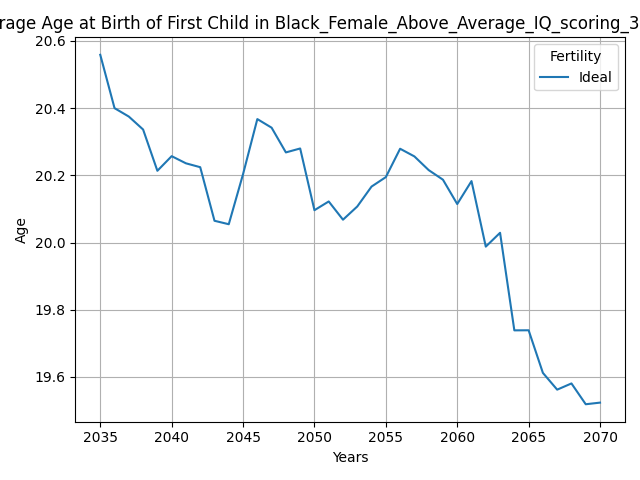 rage Age at Birth of First Child in Black_Female_Above_Average_IQ_scoring_3
20.6
20.4
20.2
20.0
19.8
19.6
Age
Fertility
Ideal
2035 2040 2045 2050 2055 2060 2065 2070
Years